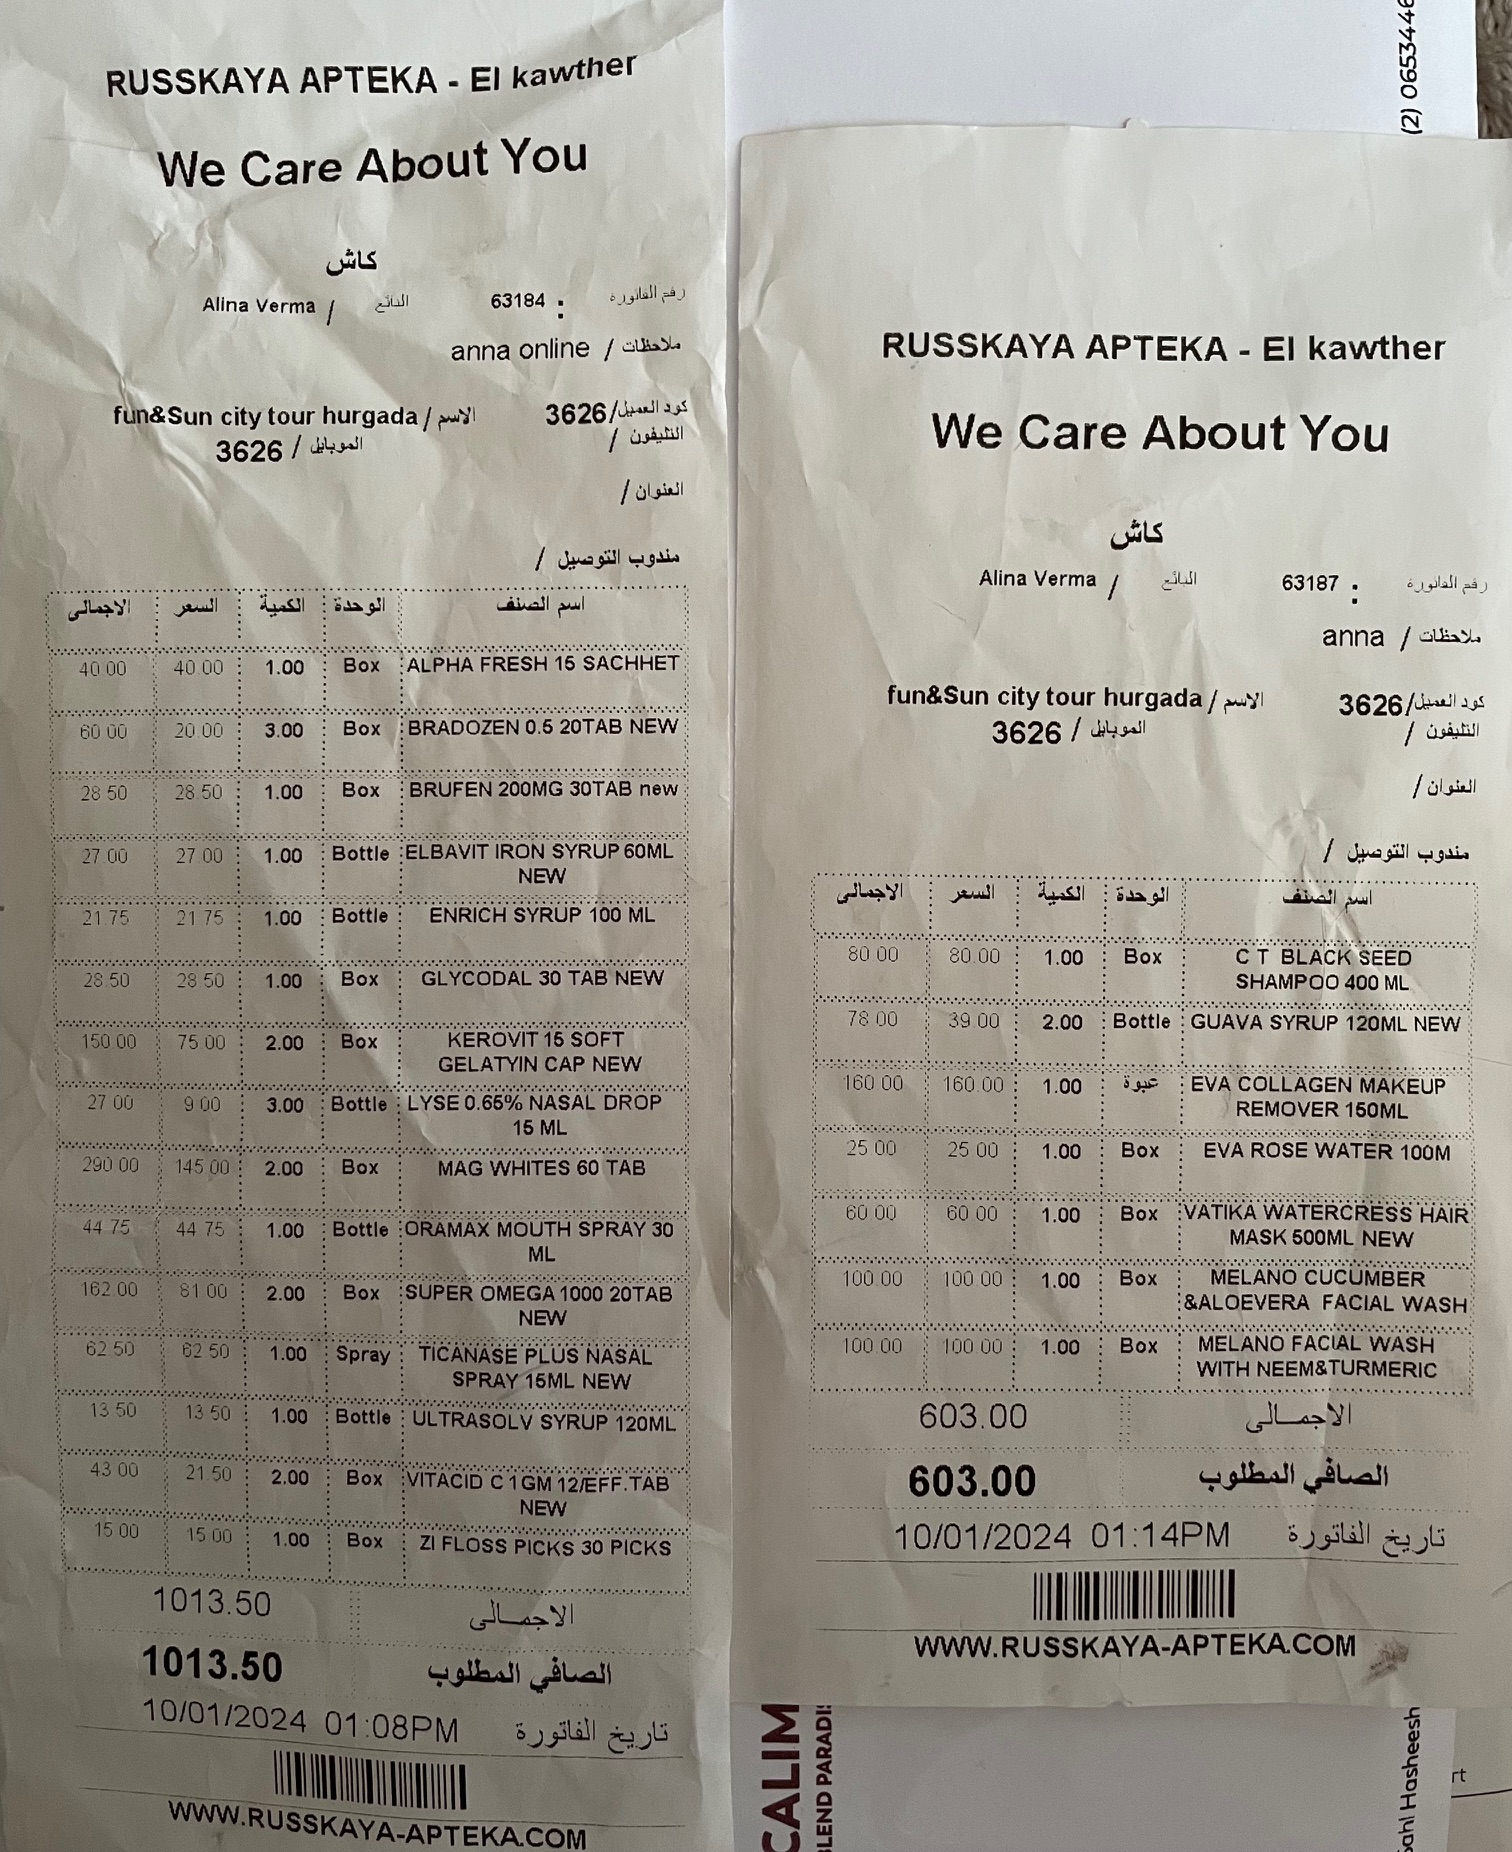 RUSSKAYA APTEKA - El kawther
We Care About You
كاش
رقم الفاتورة : 63184 البائع / Alina Verma
ملاحظات / anna online
كود العميل/ 3626 الاسم / fun&Sun city tour hurgada
التليفون / الموبايل / 3626
العنوان /
مندوب التوصيل /
اسم الصنف الوحدة الكمية السعر الاجمالى
ALPHA FRESH 15 SACHHET Box 1.00 40.00 40.00
BRADOZEN 0.5 20TAB NEW Box 3.00 20.00 60.00
BRUFEN 200MG 30TAB new Box 1.00 28.50 28.50
ELBAVIT IRON SYRUP 60ML Bottle 1.00 27.00 27.00
NEW
ENRICH SYRUP 100 ML Bottle 1.00 21.75 21.75
GLYCODAL 30 TAB NEW Box 1.00 28.50 28.50
KEROVIT 15 SOFT Box 2.00 75.00 150.00
GELATYIN CAP NEW
LYSE 0.65% NASAL DROP Bottle 3.00 9.00 27.00
15 ML
MAG WHITES 60 TAB Box 2.00 145.00 290.00
ORAMAX MOUTH SPRAY 30 Bottle 1.00 44.75 44.75
ML
SUPER OMEGA 1000 20TAB Box 2.00 81.00 162.00
NEW
TICANASE PLUS NASAL Spray 1.00 62.50 62.50
SPRAY 15ML NEW
ULTRASOLV SYRUP 120ML Bottle 1.00 13.50 13.50
VITACID C 1GM 12/EFF.TAB Box 2.00 21.50 43.00
NEW
ZI FLOSS PICKS 30 PICKS Box 1.00 15.00 15.00
الاجمــالى 1013.50
الصافي المطلوب 1013.50
تاريخ الفاتورة 10/01/2024 01:08PM
WWW.RUSSKAYA-APTEKA.COM
RUSSKAYA APTEKA - El kawther
We Care About You
كاش
رقم الفاتورة : 63187 البائع / Alina Verma
ملاحظات / anna
كود العميل/ 3626 الاسم / fun&Sun city tour hurgada
التليفون / الموبايل / 3626
العنوان /
مندوب التوصيل /
اسم الصنف الوحدة الكمية السعر الاجمالى
C T BLACK SEED Box 1.00 80.00 80.00
SHAMPOO 400 ML
GUAVA SYRUP 120ML NEW Bottle 2.00 39.00 78.00
EVA COLLAGEN MAKEUP عبوة 1.00 160.00 160.00
REMOVER 150ML
EVA ROSE WATER 100M Box 1.00 25.00 25.00
VATIKA WATERCRESS HAIR Box 1.00 60.00 60.00
MASK 500ML NEW
MELANO CUCUMBER Box 1.00 100.00 100.00
&ALOEVERA FACIAL WASH
MELANO FACIAL WASH Box 1.00 100.00 100.00
WITH NEEM&TURMERIC
الاجمــالى 603.00
الصافي المطلوب 603.00
تاريخ الفاتورة 10/01/2024 01:14PM
WWW.RUSSKAYA-APTEKA.COM
(2) 0653446
CALIM
BLEND PARADI
Sahl Hasheesh
rt